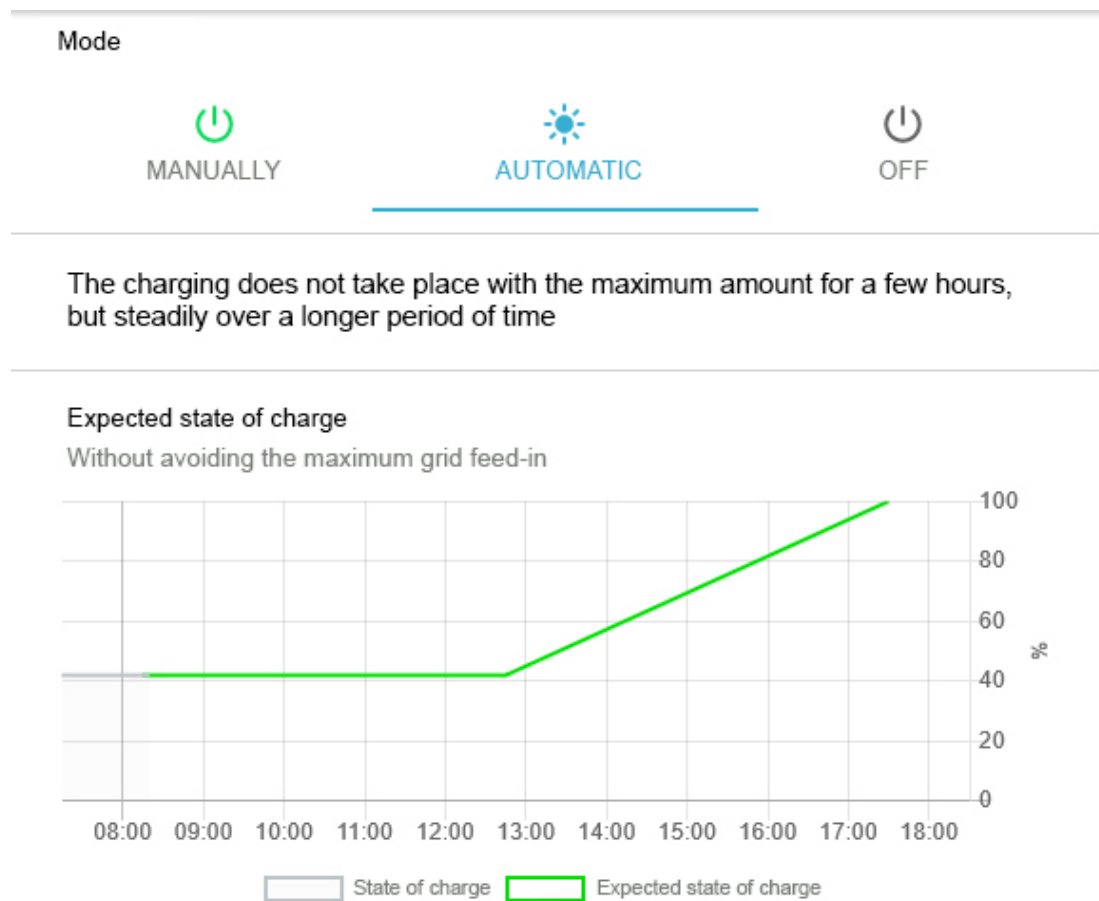 Mode
MANUALLY AUTOMATIC OFF
The charging does not take place with the maximum amount for a few hours,
but steadily over a longer period of time
Expected state of charge
Without avoiding the maximum grid feed-in
100
80
60
%
40
20
0
08:00 09:00 10:00 11:00 12:00 13:00 14:00 15:00 16:00 17:00 18:00
State of charge Expected state of charge